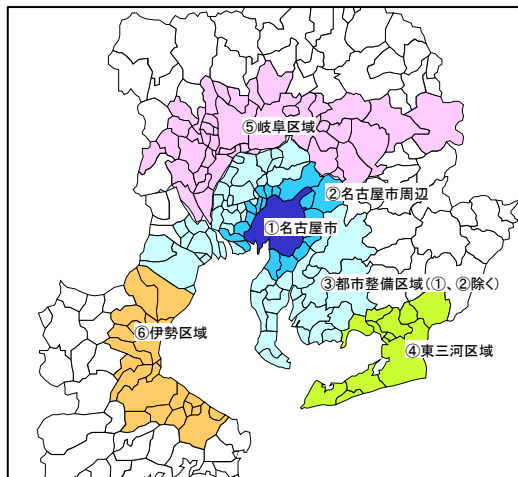 ⑤岐阜区域
②名古屋市周辺
①名古屋市
③都市整備区域(①、②除く)
⑥伊勢区域
④東三河区域